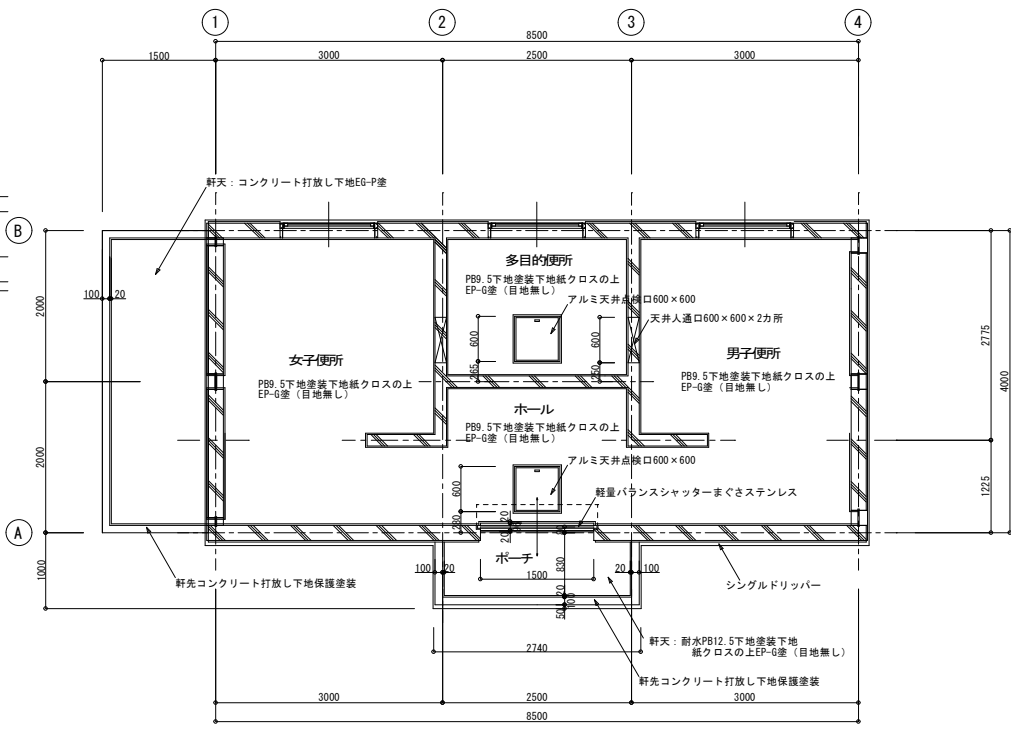 1
2
3
4
8500
1500
3000
2500
3000
軒天：コンクリート打放し下地EG-P塗
B
多目的便所
PB9.5下地塗装下地紙クロスの上
EP-G塗（目地無し）
アルミ天井点検口600×600
天井人通口600×600×2カ所
100
20
2000
600
265
600
250
女子便所
PB9.5下地塗装下地紙クロスの上
EP-G塗（目地無し）
男子便所
PB9.5下地塗装下地紙クロスの上
EP-G塗（目地無し）
2775
4000
ホール
PB9.5下地塗装下地紙クロスの上
EP-G塗（目地無し）
アルミ天井点検口600×600
2000
600
軽量バランスシャッターまぐさステンレス
1225
A
ポーチ
1000
軒先コンクリート打放し下地保護塗装
100
20
1500
830
20
100
シングルドリッパー
20
100
50
軒天：耐水PB12.5下地塗装下地
紙クロスの上EP-G塗（目地無し）
2740
軒先コンクリート打放し下地保護塗装
3000
2500
3000
8500